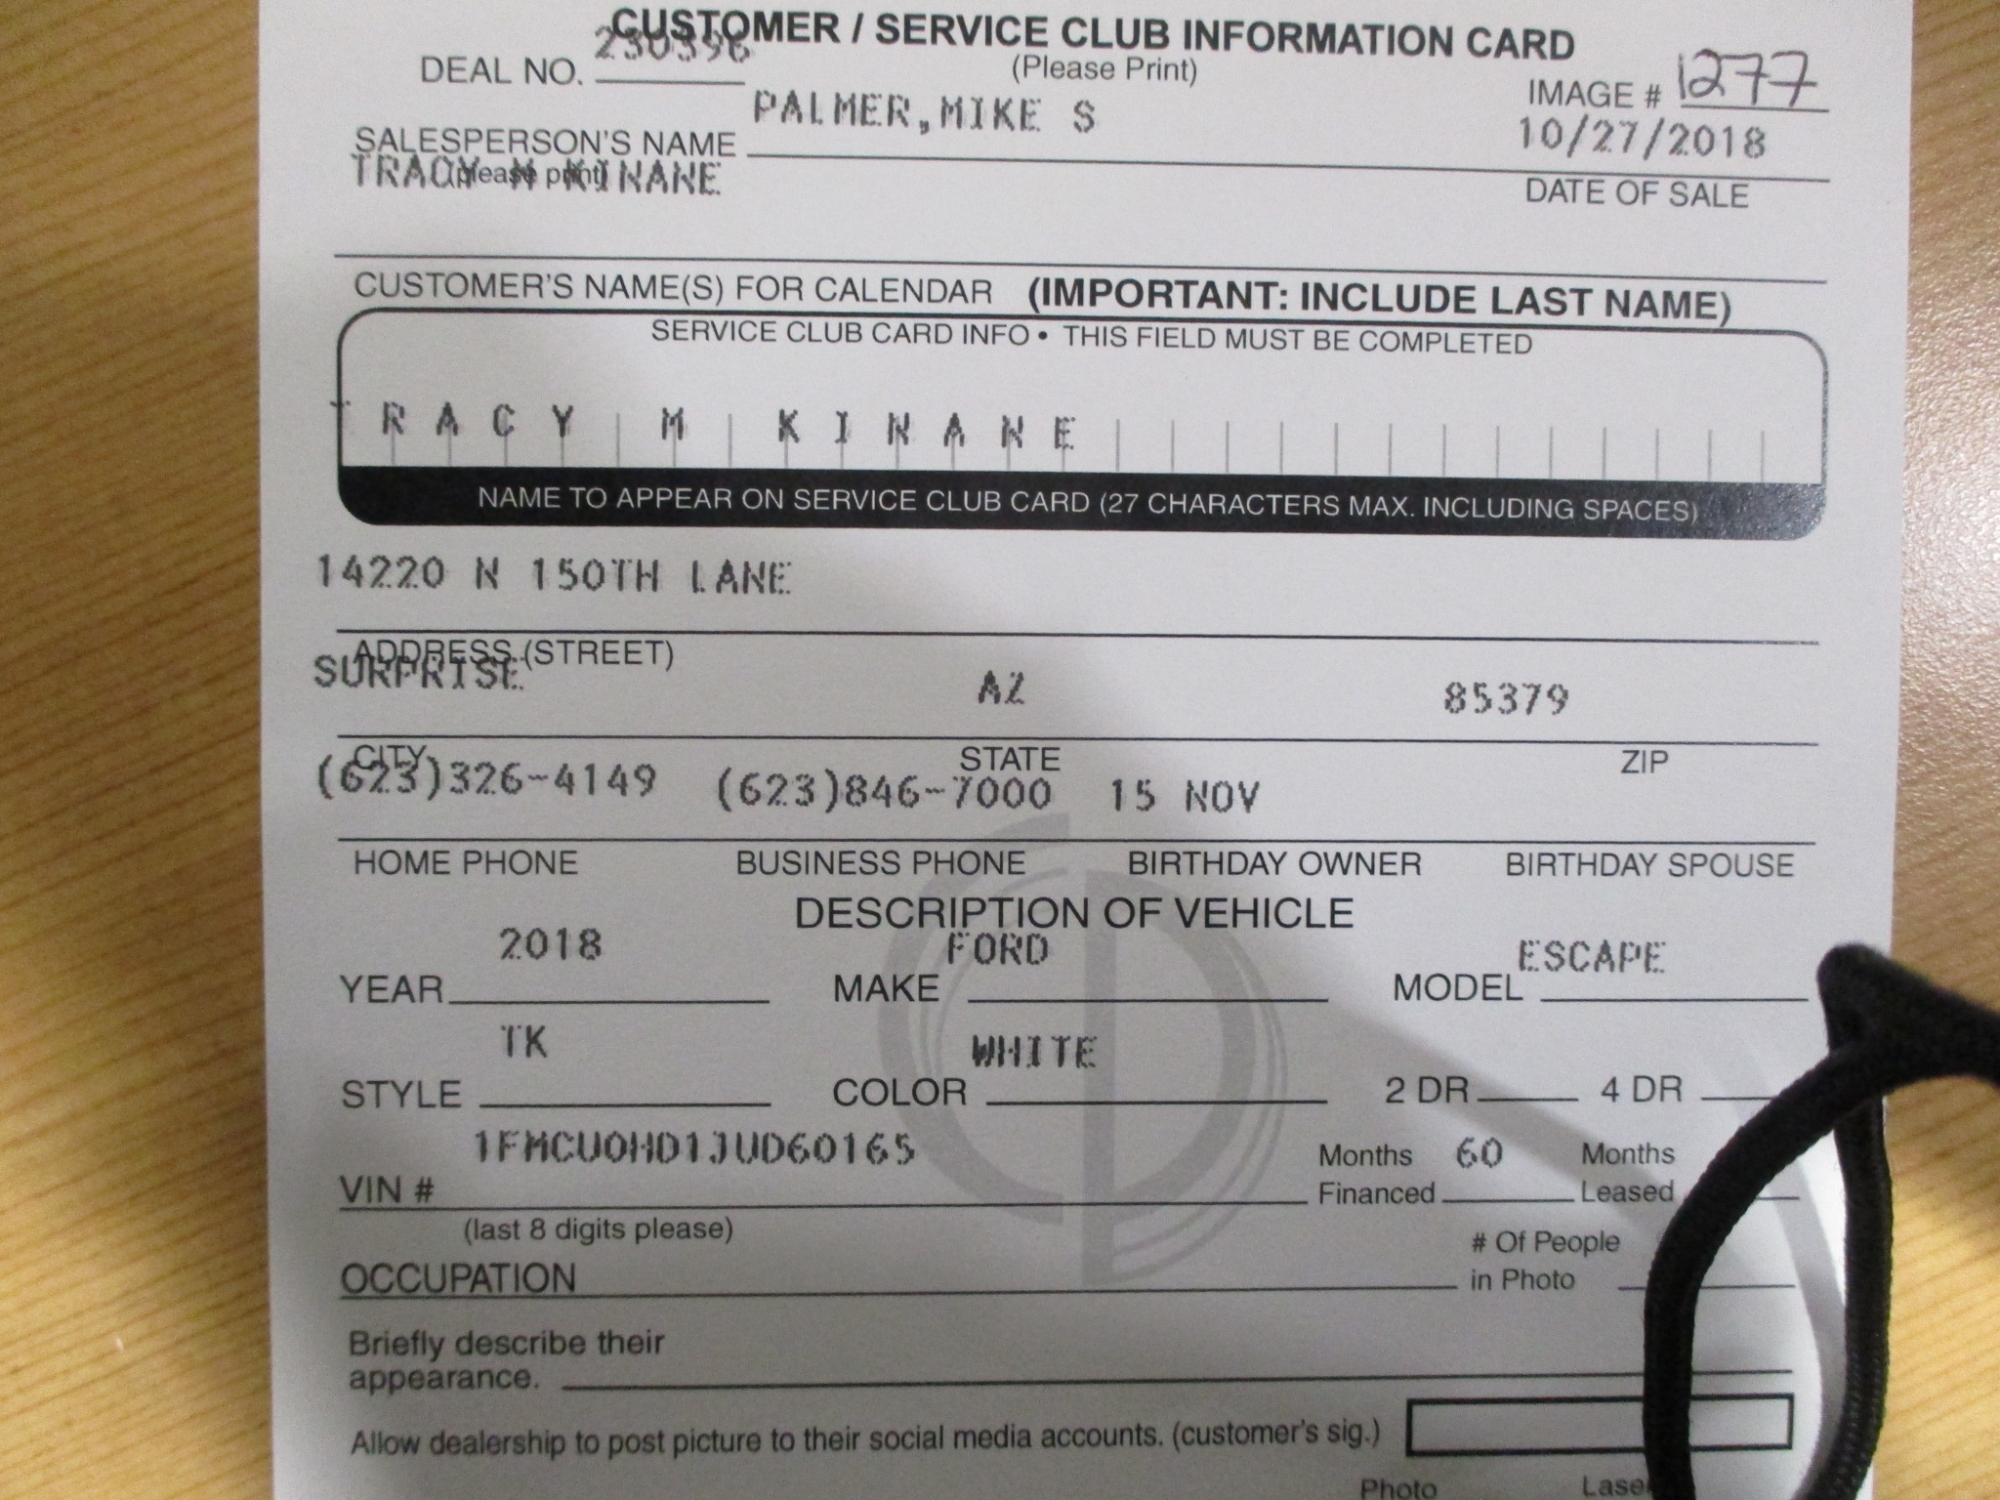 CUSTOMER / SERVICE CLUB INFORMATION CARD
230396
DEAL NO.
(Please Print)
IMAGE # 1277
PALMER,MIKE S
10/27/2018
SALESPERSON'S NAME
(please print)
TRACY M KINANE
DATE OF SALE
CUSTOMER'S NAME(S) FOR CALENDAR (IMPORTANT: INCLUDE LAST NAME)
SERVICE CLUB CARD INFO • THIS FIELD MUST BE COMPLETED
TRACY M KINANE
NAME TO APPEAR ON SERVICE CLUB CARD (27 CHARACTERS MAX. INCLUDING SPACES)
14220 N 150TH LANE
ADDRESS (STREET)
SURPRISE AZ 85379
CITY STATE ZIP
(623)326-4149 (623)846-7000 15 NOV
HOME PHONE BUSINESS PHONE BIRTHDAY OWNER BIRTHDAY SPOUSE
DESCRIPTION OF VEHICLE
2018 FORD ESCAPE
YEAR MAKE MODEL
TK WHITE
STYLE COLOR 2 DR 4 DR
1FMCU0HD1JUD60165
Months 60 Months
VIN # Financed Leased
(last 8 digits please)
# Of People
OCCUPATION in Photo
Briefly describe their
appearance.
Allow dealership to post picture to their social media accounts. (customer's sig.)
Photo